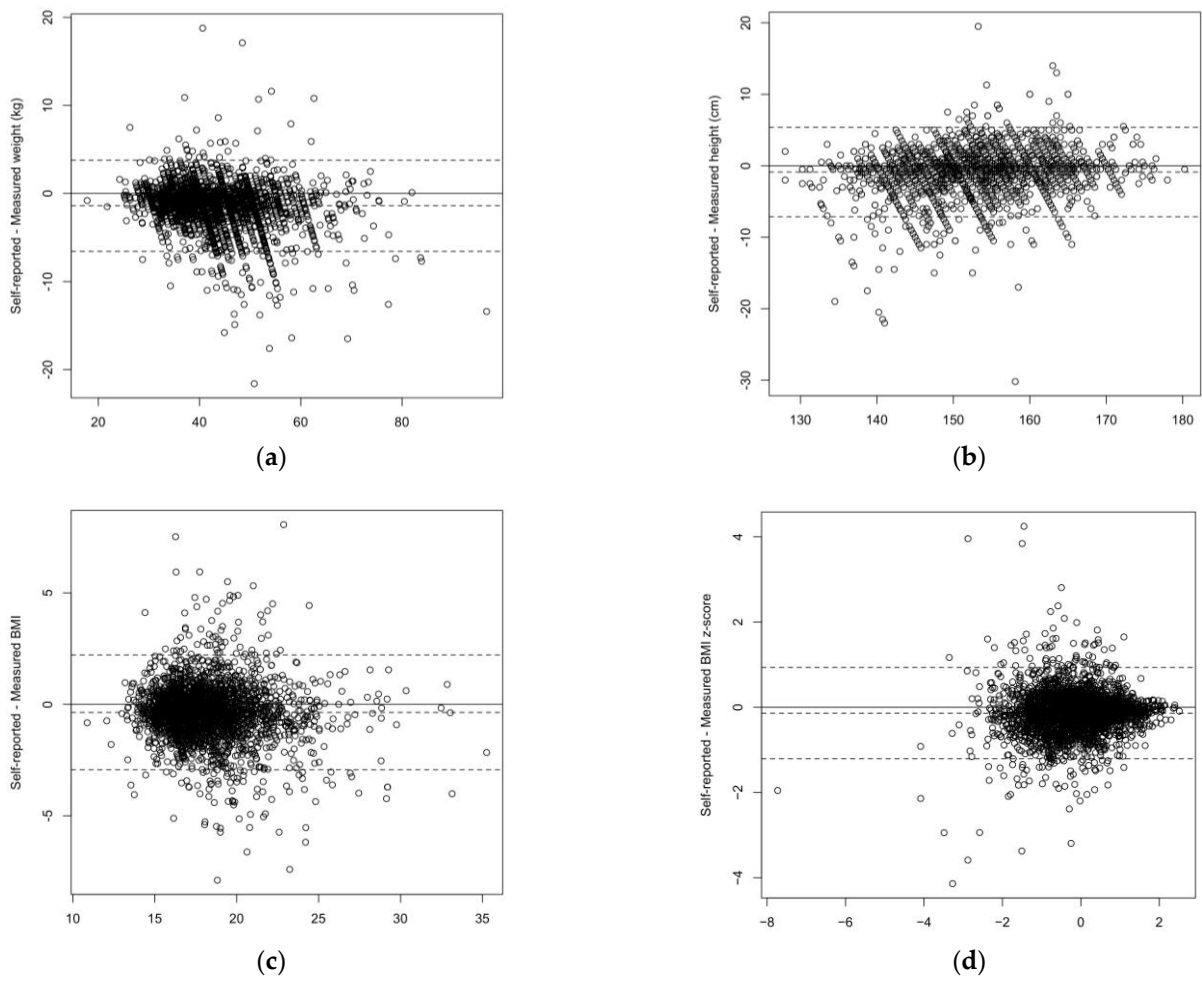 Self-reported - Measured weight (kg)
20
10
0
-10
-20
20 40 60 80
(a)
Self-reported - Measured height (cm)
20
10
0
-10
-20
-30
130 140 150 160 170 180
(b)
Self-reported - Measured BMI
5
0
-5
10 15 20 25 30 35
(c)
Self-reported - Measured BMI z-score
4
2
0
-2
-4
-8 -6 -4 -2 0 2
(d)